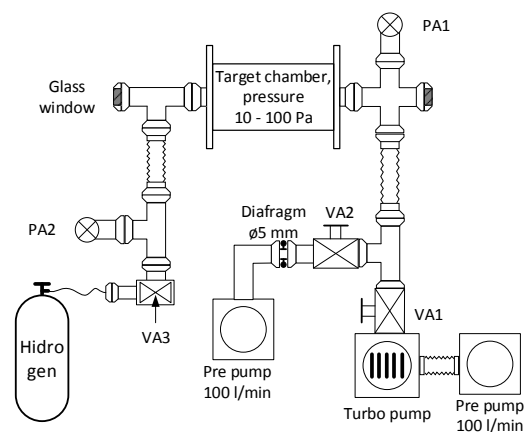 PA1
Target chamber,
pressure
10 - 100 Pa
Glass
window
Diafragm
ø5 mm
VA2
PA2
VA3
VA1
Hidro
gen
Pre pump
100 l/min
Turbo pump
Pre pump
100 l/min